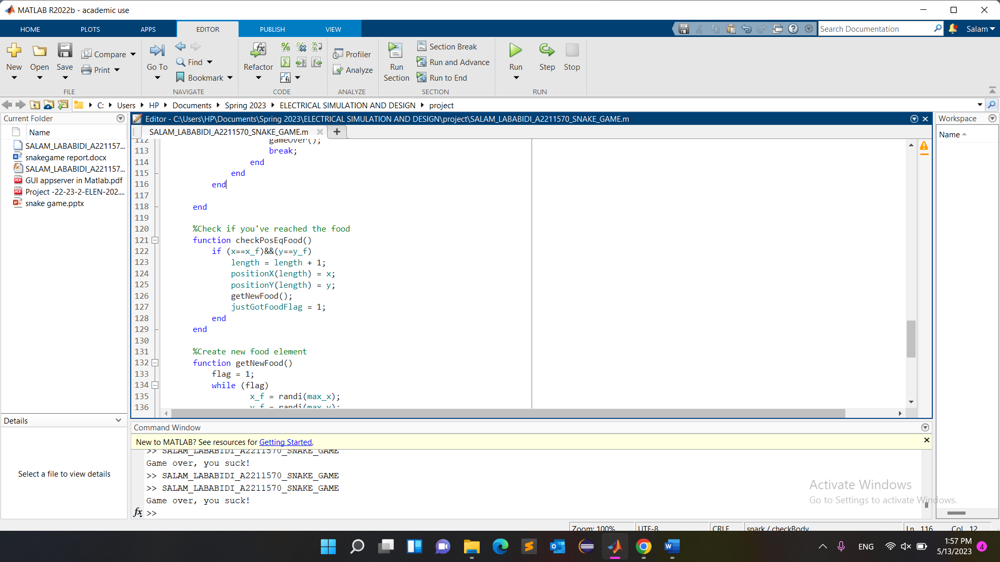 MATLAB R2022b - academic use
HOME PLOTS APPS EDITOR PUBLISH VIEW
Search Documentation
Salam
New Open Save Compare Print
Go To Find Bookmark
Refactor
Profiler Analyze
Run Section
Section Break
Run and Advance
Run to End
Run Step Stop
FILE NAVIGATE CODE ANALYZE SECTION RUN
C: Users HP Documents Spring 2023 ELECTRICAL SIMULATION AND DESIGN project
Current Folder
Name
SALAM_LABABIDI_A221157...
snakegame report.docx
SALAM_LABABIDI_A221157...
GUI appserver in Matlab.pdf
Project -22-23-2-ELEN-202....
snake game.pptx
Details
Select a file to view details
Editor - C:\Users\HP\Documents\Spring 2023\ELECTRICAL SIMULATION AND DESIGN\project\SALAM_LABABIDI_A2211570_SNAKE_GAME.m
SALAM_LABABIDI_A2211570_SNAKE_GAME.m
112 gameOver();
113 break;
114 end
115 end
116 end
117
118 end
119
120 %Check if you've reached the food
121 function checkPosEqFood()
122 if (x==x_f)&&(y==y_f)
123 length = length + 1;
124 positionX(length) = x;
125 positionY(length) = y;
126 getNewFood();
127 justGotFoodFlag = 1;
128 end
129 end
130
131 %Create new food element
132 function getNewFood()
133 flag = 1;
134 while (flag)
135 x_f = randi(max_x);
136 y_f = randi(max_y);
Workspace
Name
Command Window
New to MATLAB? See resources for Getting Started.
>> SALAM_LABABIDI_A2211570_SNAKE_GAME
Game over, you suck!
>> SALAM_LABABIDI_A2211570_SNAKE_GAME
>> SALAM_LABABIDI_A2211570_SNAKE_GAME
Game over, you suck!
fx >>
Activate Windows
Go to Settings to activate Windows.
Zoom: 100% UTF-8 CRLF snark / checkBody Ln 116 Col 12
ENG
1:57 PM
5/13/2023
4